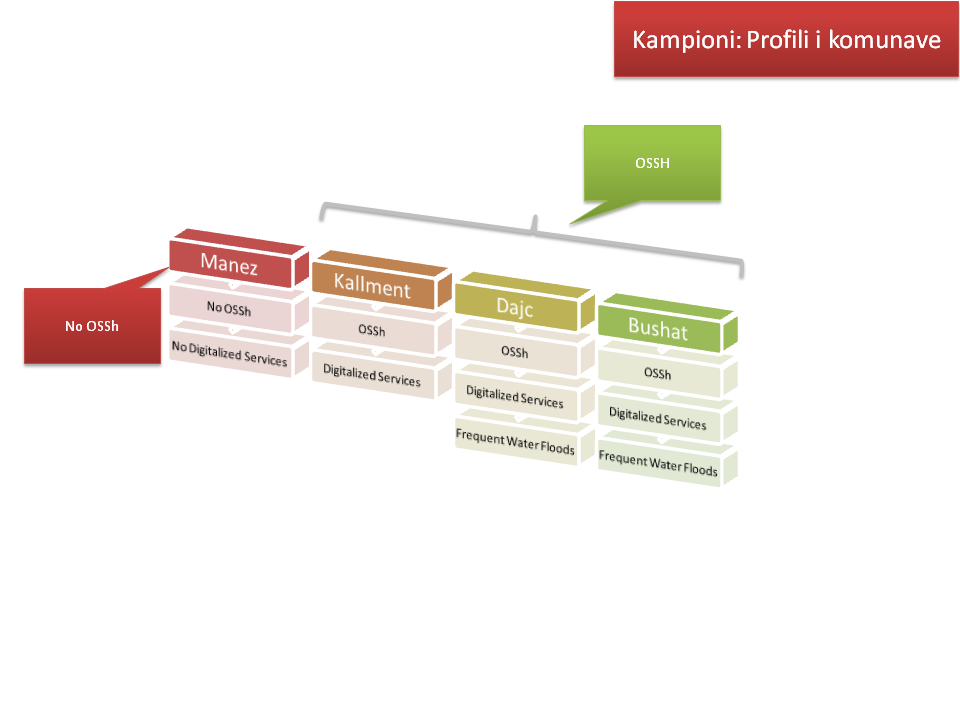 Kampioni: Profili i komunave
OSSH
No OSSh
Manez
No OSSh
No Digitalized Services
Kallment
OSSh
Digitalized Services
Dajc
OSSh
Digitalized Services
Frequent Water Floods
Bushat
OSSh
Digitalized Services
Frequent Water Floods